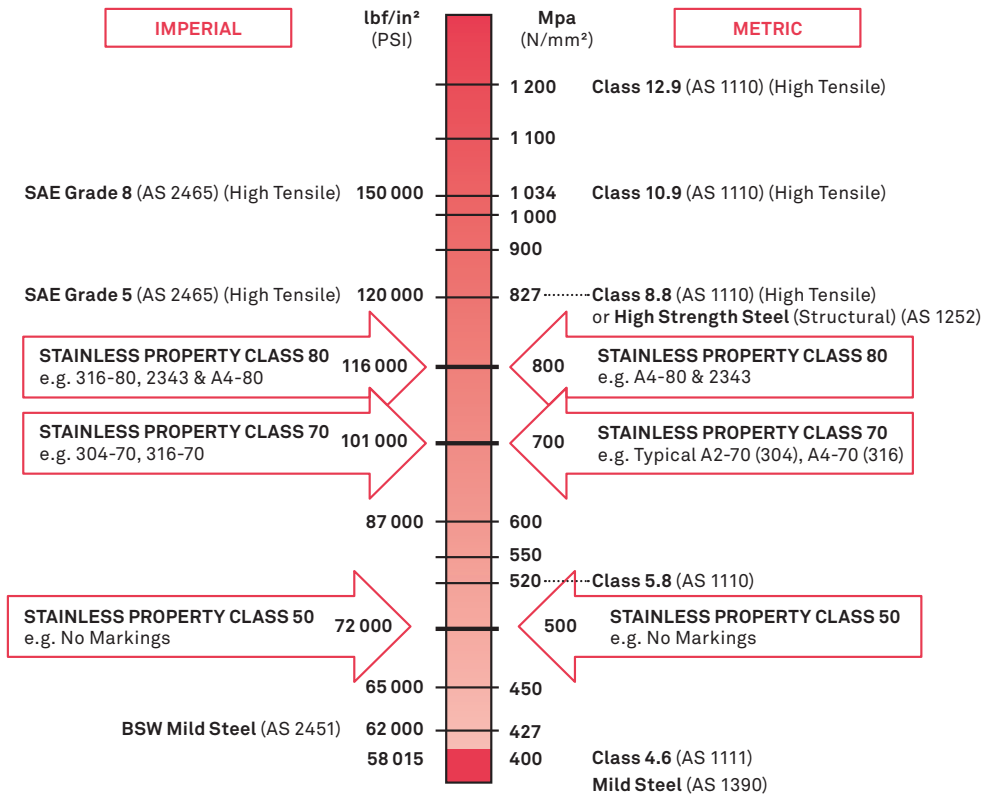 IMPERIAL
lbf/in²
(PSI)
Mpa
(N/mm²)
METRIC
1 200 Class 12.9 (AS 1110) (High Tensile)
1 100
SAE Grade 8 (AS 2465) (High Tensile) 150 000
1 034 Class 10.9 (AS 1110) (High Tensile)
1 000
900
SAE Grade 5 (AS 2465) (High Tensile) 120 000
827 Class 8.8 (AS 1110) (High Tensile)
or High Strength Steel (Structural) (AS 1252)
STAINLESS PROPERTY CLASS 80
e.g. 316-80, 2343 & A4-80
116 000
800
STAINLESS PROPERTY CLASS 80
e.g. A4-80 & 2343
STAINLESS PROPERTY CLASS 70
e.g. 304-70, 316-70
101 000
700
STAINLESS PROPERTY CLASS 70
e.g. Typical A2-70 (304), A4-70 (316)
87 000
600
550
520 Class 5.8 (AS 1110)
STAINLESS PROPERTY CLASS 50
e.g. No Markings
72 000
500
STAINLESS PROPERTY CLASS 50
e.g. No Markings
65 000
450
BSW Mild Steel (AS 2451) 62 000
427
58 015
400 Class 4.6 (AS 1111)
Mild Steel (AS 1390)